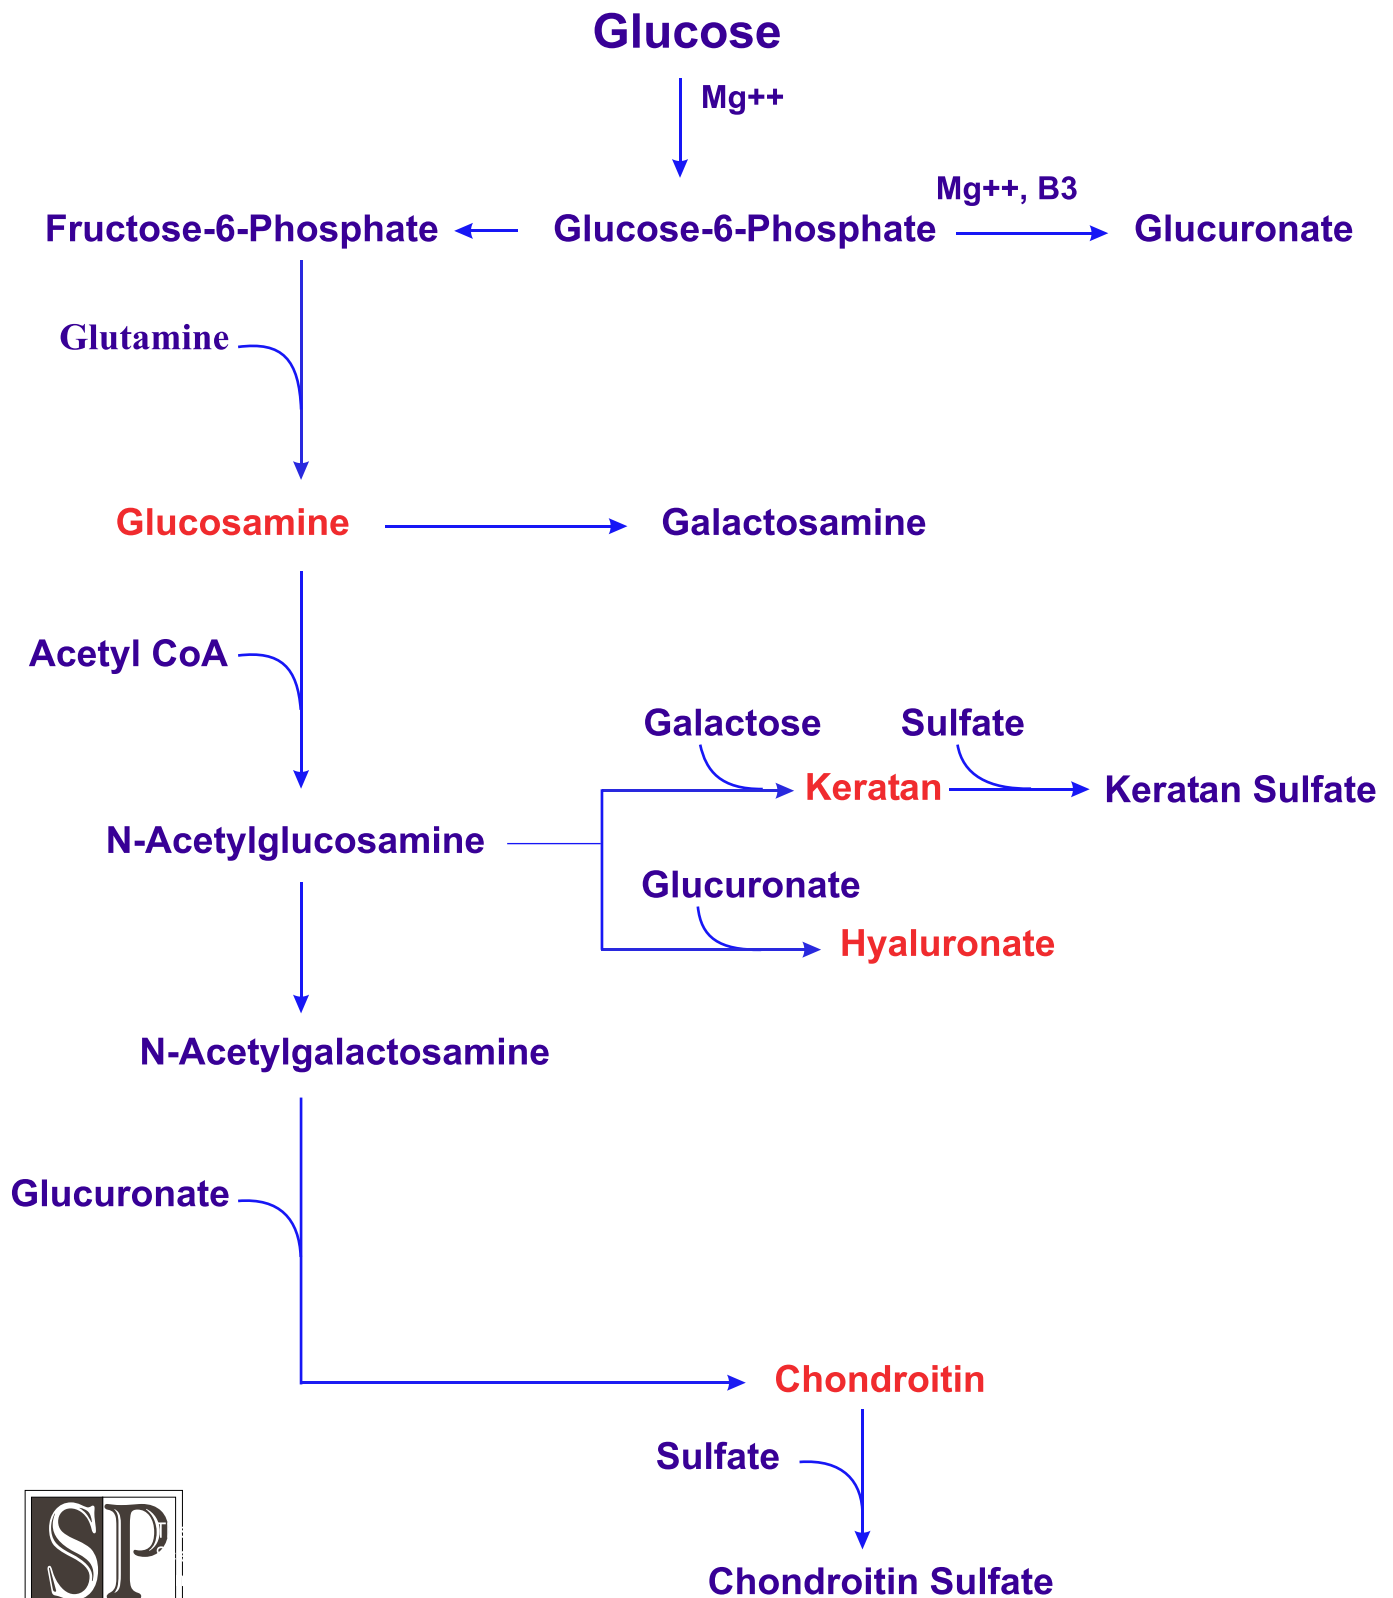 Glucose
Mg++
Mg++, B3
Fructose-6-Phosphate
Glucose-6-Phosphate
Glucuronate
Glutamine
Glucosamine
Galactosamine
Acetyl CoA
Galactose
Sulfate
Keratan
Keratan Sulfate
N-Acetylglucosamine
Glucuronate
Hyaluronate
N-Acetylgalactosamine
Glucuronate
Chondroitin
Sulfate
SP
Chondroitin Sulfate